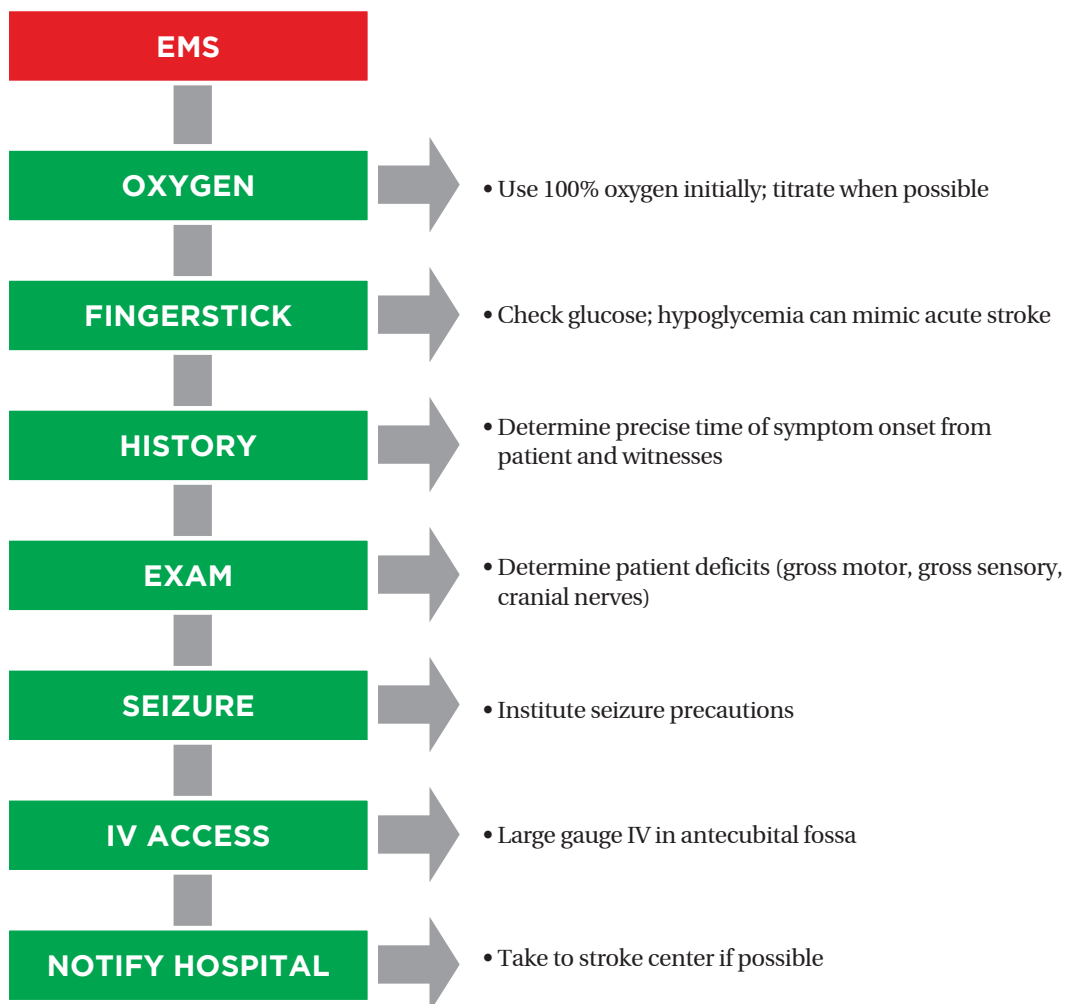 EMS
OXYGEN
• Use 100% oxygen initially; titrate when possible
FINGERSTICK
• Check glucose; hypoglycemia can mimic acute stroke
HISTORY
• Determine precise time of symptom onset from
patient and witnesses
EXAM
• Determine patient deficits (gross motor, gross sensory,
cranial nerves)
SEIZURE
• Institute seizure precautions
IV ACCESS
• Large gauge IV in antecubital fossa
NOTIFY HOSPITAL
• Take to stroke center if possible